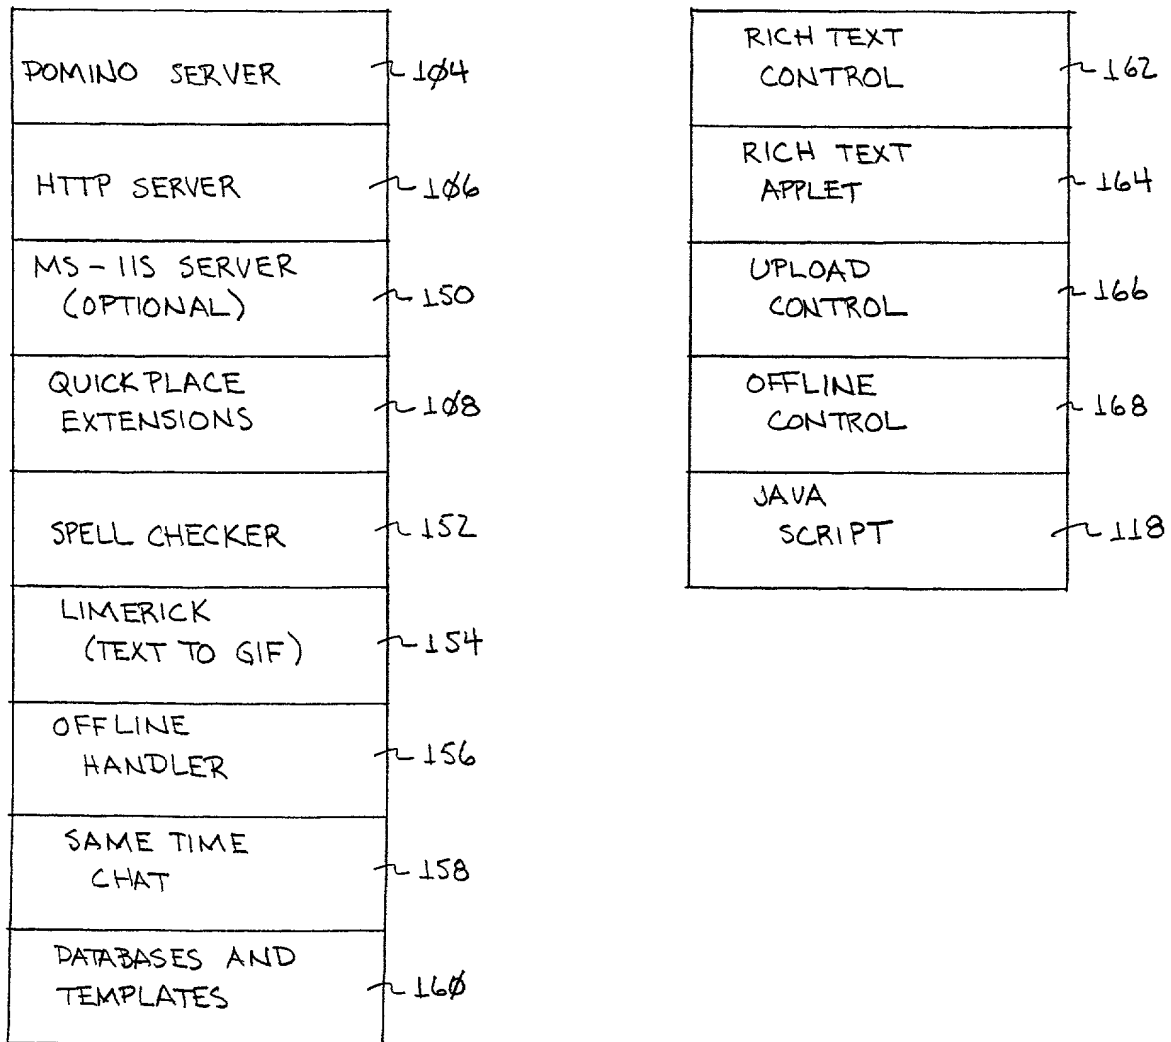 DOMINO SERVER
104
HTTP SERVER
106
MS-IIS SERVER
(OPTIONAL)
150
QUICKPLACE
EXTENSIONS
108
SPELL CHECKER
152
LIMERICK
(TEXT TO GIF)
154
OFFLINE
HANDLER
156
SAME TIME
CHAT
158
DATABASES AND
TEMPLATES
160
RICH TEXT
CONTROL
162
RICH TEXT
APPLET
164
UPLOAD
CONTROL
166
OFFLINE
CONTROL
168
JAVA
SCRIPT
118